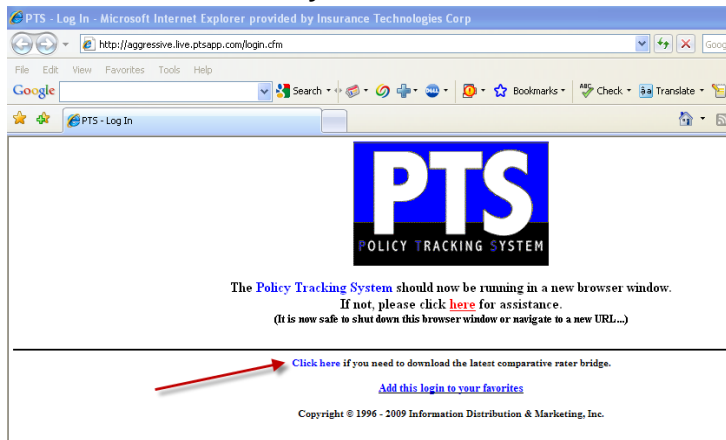 PTS - Log In - Microsoft Internet Explorer provided by Insurance Technologies Corp
http://aggressive.live.ptsapp.com/login.cfm
File Edit View Favorites Tools Help
Google Search Bookmarks ABC Check Translate
PTS - Log In
PTS
POLICY TRACKING SYSTEM
The Policy Tracking System should now be running in a new browser window.
If not, please click here for assistance.
(It is now safe to shut down this browser window or navigate to a new URL...)
Click here if you need to download the latest comparative rater bridge.
Add this login to your favorites
Copyright © 1996 - 2009 Information Distribution & Marketing, Inc.